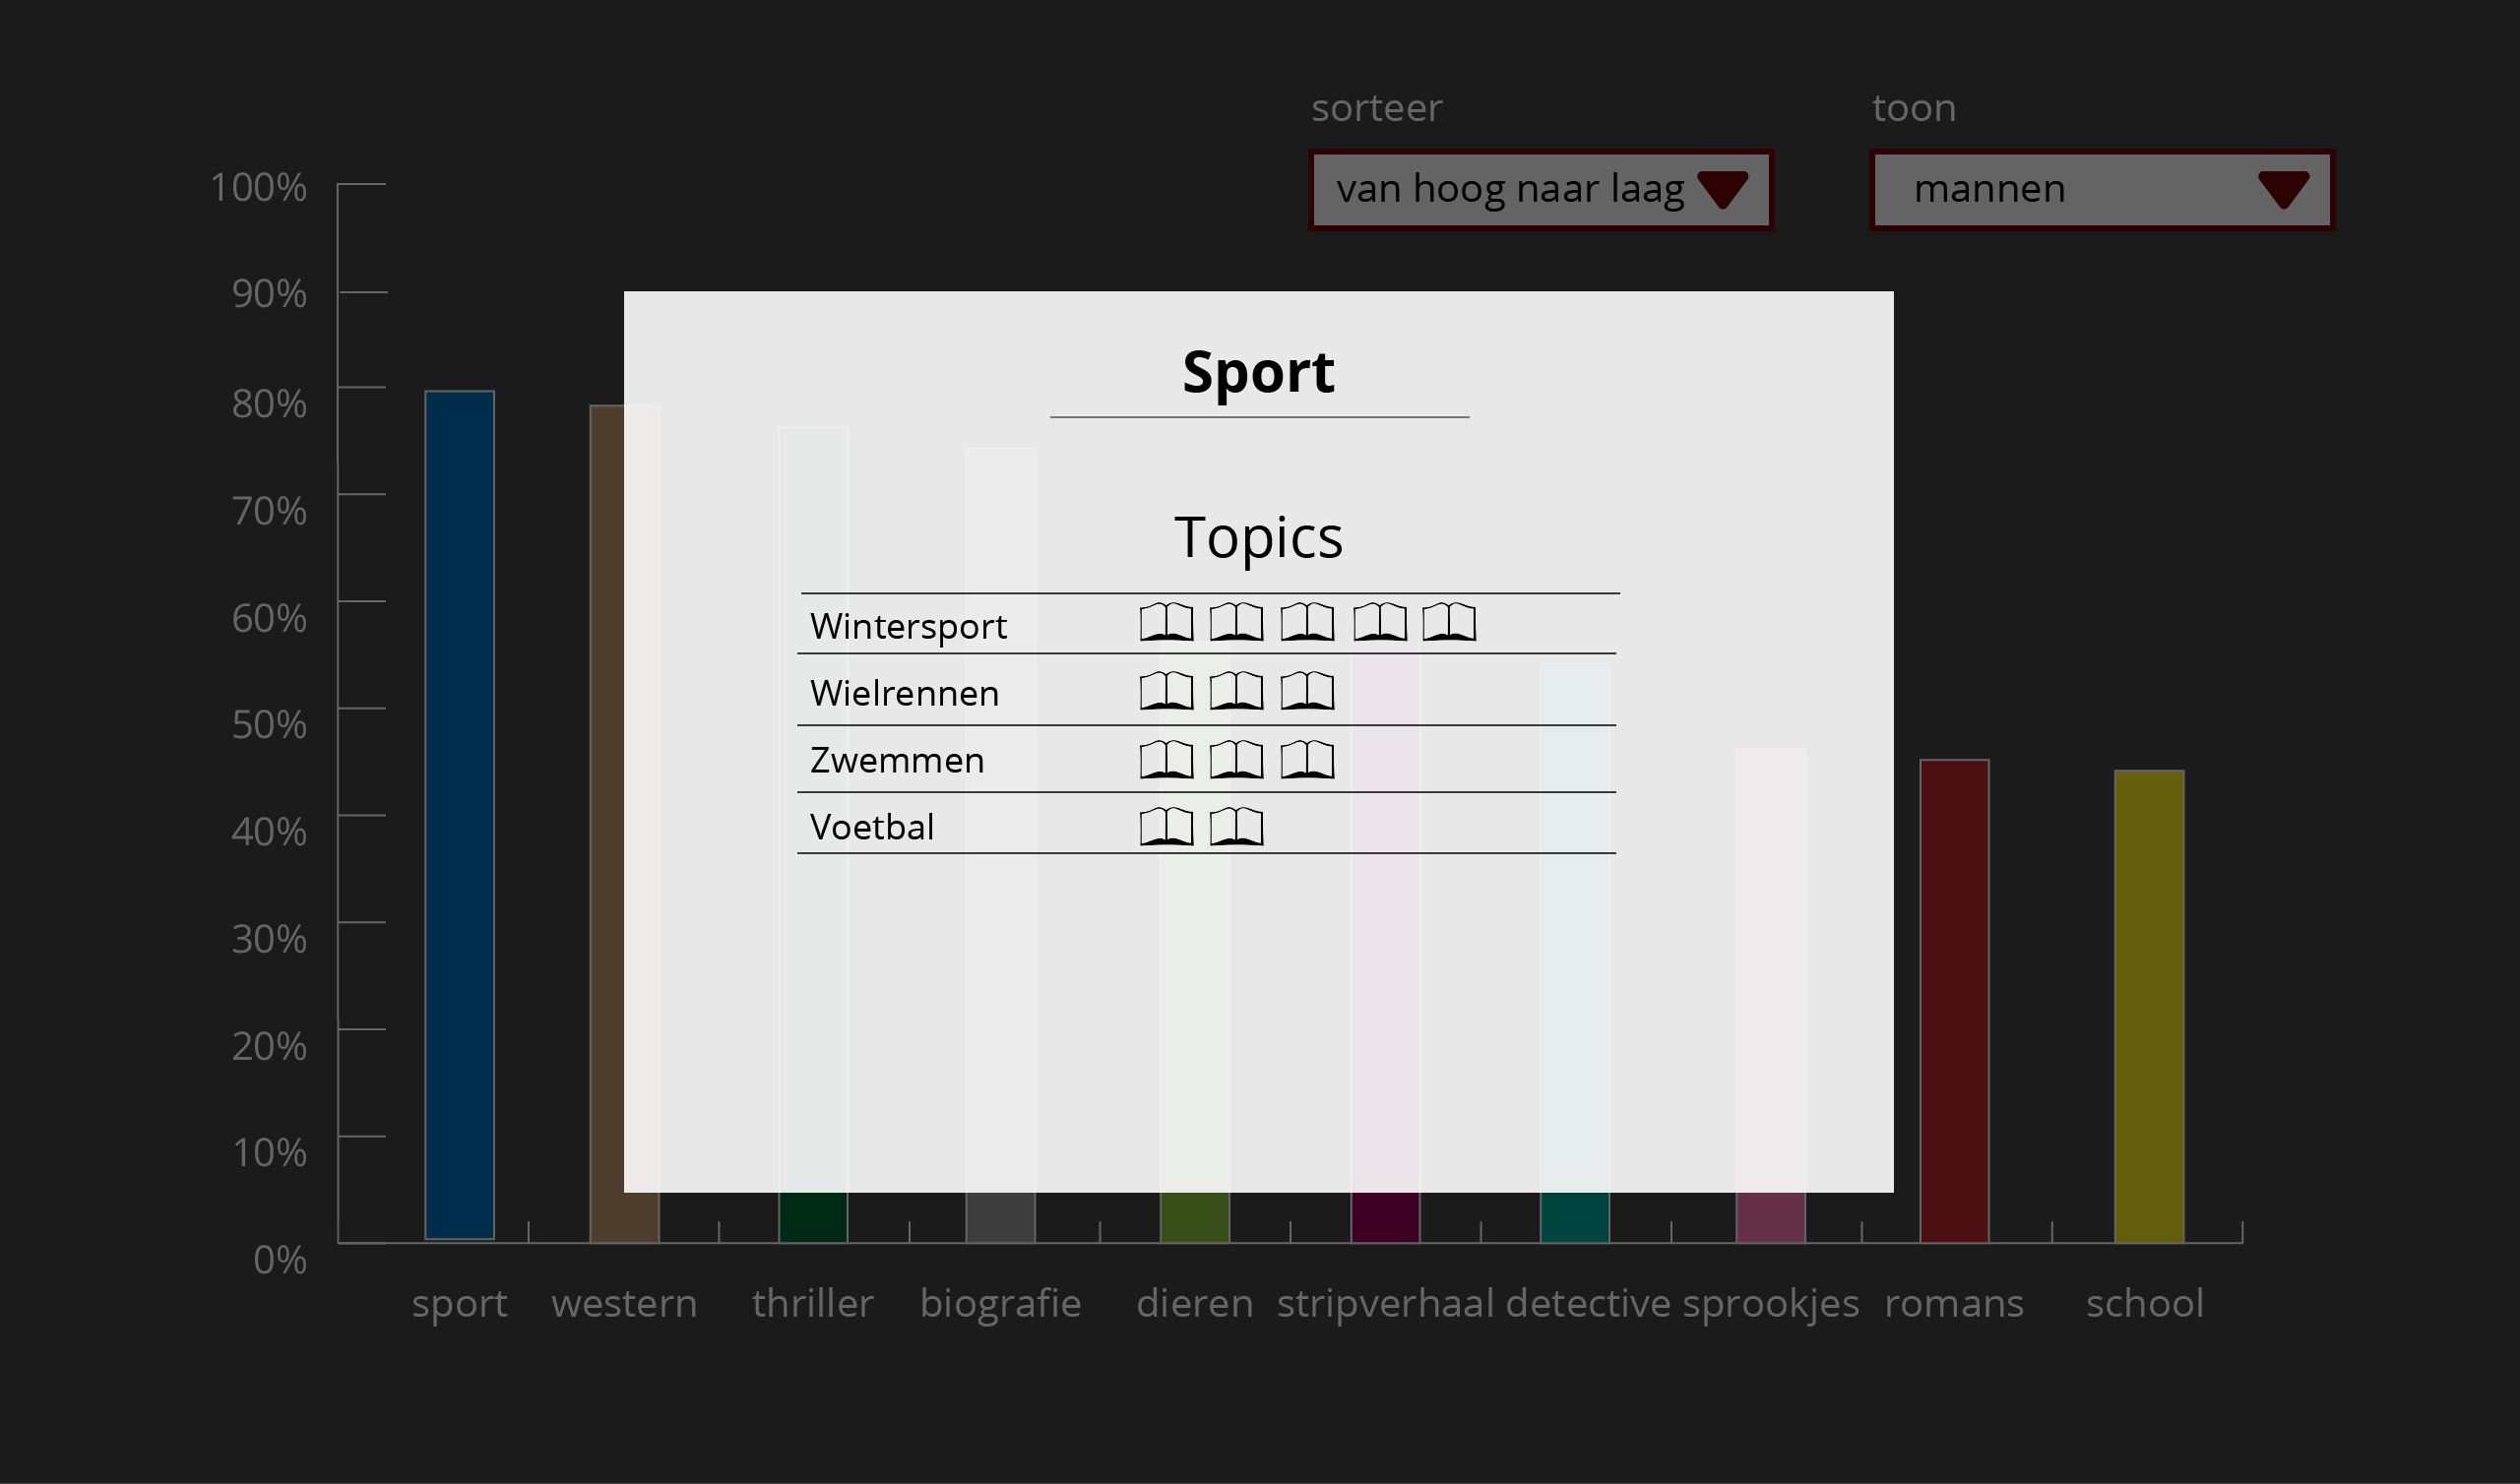 sorteer
toon
van hoog naar laag
mannen
100%
90%
80%
70%
60%
50%
40%
30%
20%
10%
0%
Sport
Topics
Wintersport
Wielrennen
Zwemmen
Voetbal
sport western thriller biografie dieren stripverhaal detective sprookjes romans school